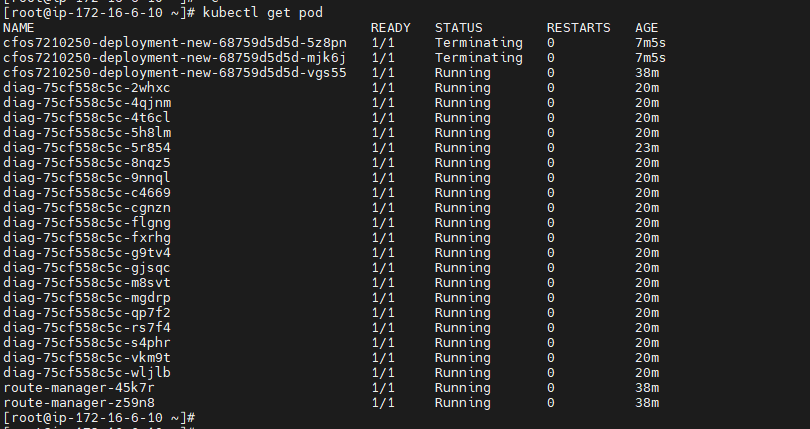 [root@ip-172-16-6-10 ~]# kubectl get pod
NAME READY STATUS RESTARTS AGE
cfos7210250-deployment-new-68759d5d5d-5z8pn 1/1 Terminating 0 7m5s
cfos7210250-deployment-new-68759d5d5d-mjk6j 1/1 Terminating 0 7m5s
cfos7210250-deployment-new-68759d5d5d-vgs55 1/1 Running 0 38m
diag-75cf558c5c-2whxc 1/1 Running 0 20m
diag-75cf558c5c-4qjnm 1/1 Running 0 20m
diag-75cf558c5c-4t6cl 1/1 Running 0 20m
diag-75cf558c5c-5h8lm 1/1 Running 0 20m
diag-75cf558c5c-5r854 1/1 Running 0 23m
diag-75cf558c5c-8nqz5 1/1 Running 0 20m
diag-75cf558c5c-9nnql 1/1 Running 0 20m
diag-75cf558c5c-c4669 1/1 Running 0 20m
diag-75cf558c5c-cgnzn 1/1 Running 0 20m
diag-75cf558c5c-flgng 1/1 Running 0 20m
diag-75cf558c5c-fxrhg 1/1 Running 0 20m
diag-75cf558c5c-g9tv4 1/1 Running 0 20m
diag-75cf558c5c-gjsqc 1/1 Running 0 20m
diag-75cf558c5c-m8svt 1/1 Running 0 20m
diag-75cf558c5c-mgdrp 1/1 Running 0 20m
diag-75cf558c5c-qp7f2 1/1 Running 0 20m
diag-75cf558c5c-rs7f4 1/1 Running 0 20m
diag-75cf558c5c-s4phr 1/1 Running 0 20m
diag-75cf558c5c-vkm9t 1/1 Running 0 20m
diag-75cf558c5c-wljlb 1/1 Running 0 20m
route-manager-45k7r 1/1 Running 0 38m
route-manager-z59n8 1/1 Running 0 38m
[root@ip-172-16-6-10 ~]#